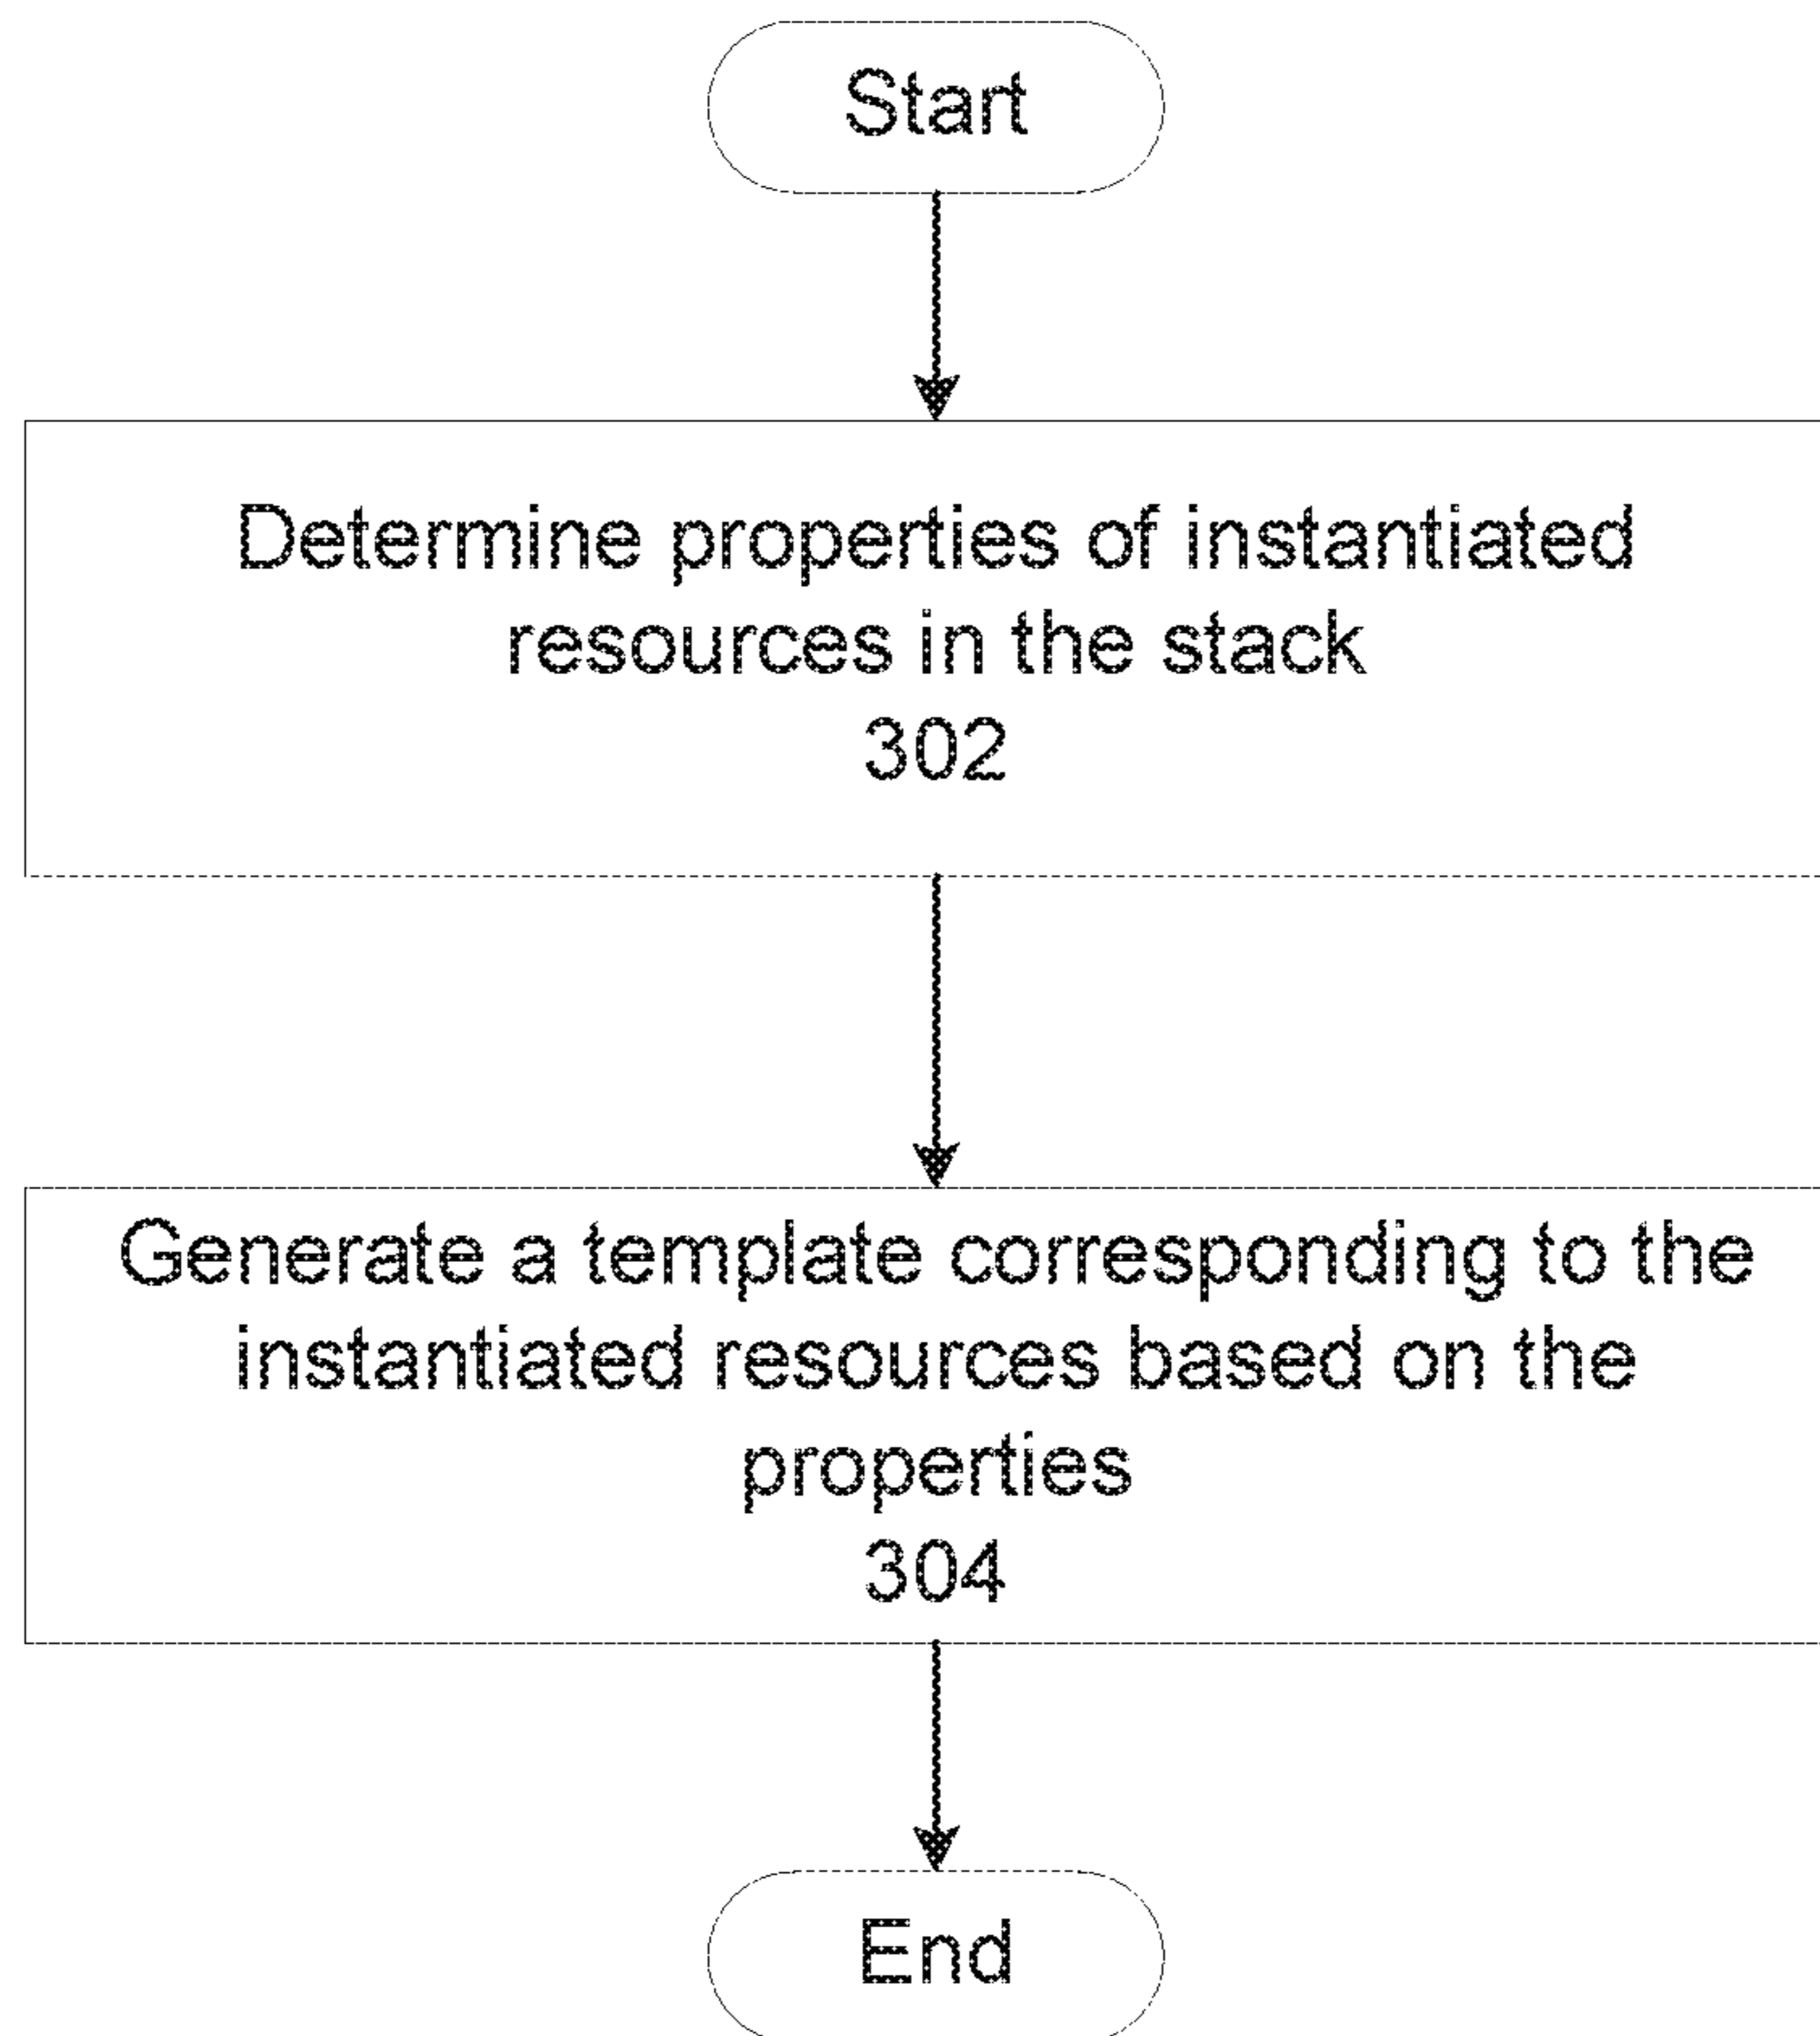 Start
Determine properties of instantiated
resources in the stack
302
Generate a template corresponding to the
instantiated resources based on the
properties
304
End